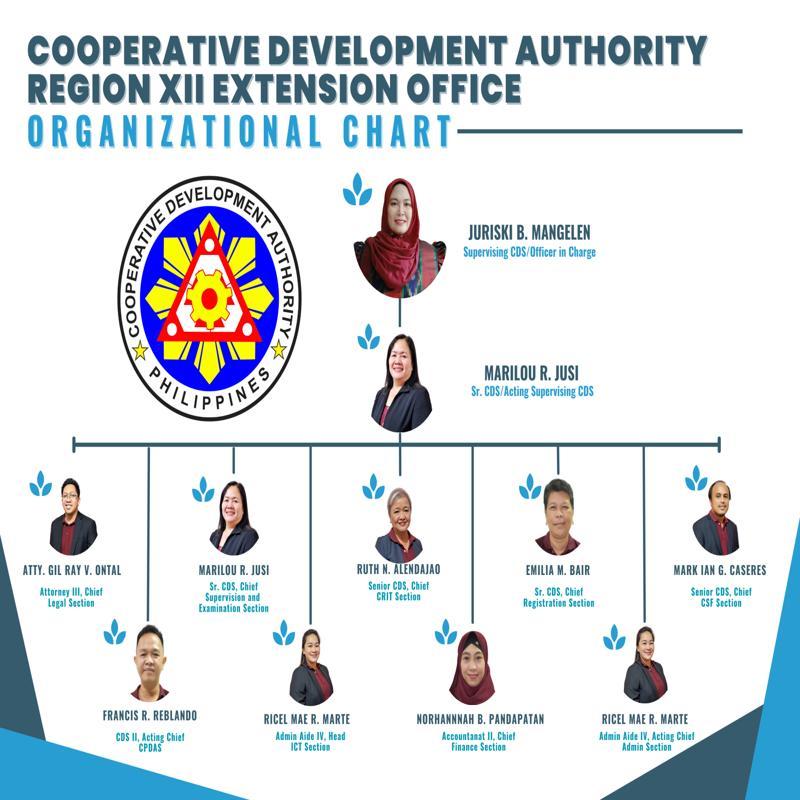 COOPERATIVE DEVELOPMENT AUTHORITY
REGION XII EXTENSION OFFICE
ORGANIZATIONAL CHART
COOPERATIVE DEVELOPMENT AUTHORITY
PHILIPPINES
JURISKI B. MANGELEN
Supervising CDS/Officer in Charge
MARILOU R. JUSI
Sr. CDS/Acting Supervising CDS
ATTY. GIL RAY V. ONTAL
Attorney III, Chief
Legal Section
MARILOU R. JUSI
Sr. CDS, Chief
Supervision and
Examination Section
RUTH N. ALENDAJAO
Senior CDS, Chief
CRIT Section
EMILIA M. BAIR
Sr. CDS, Chief
Registration Section
MARK IAN G. CASERES
Senior CDS, Chief
CSF Section
FRANCIS R. REBLANDO
CDS II, Acting Chief
CPDAS
RICEL MAE R. MARTE
Admin Aide IV, Head
ICT Section
NORHANNNAH B. PANDAPATAN
Accountanat II, Chief
Finance Section
RICEL MAE R. MARTE
Admin Aide IV, Acting Chief
Admin Section